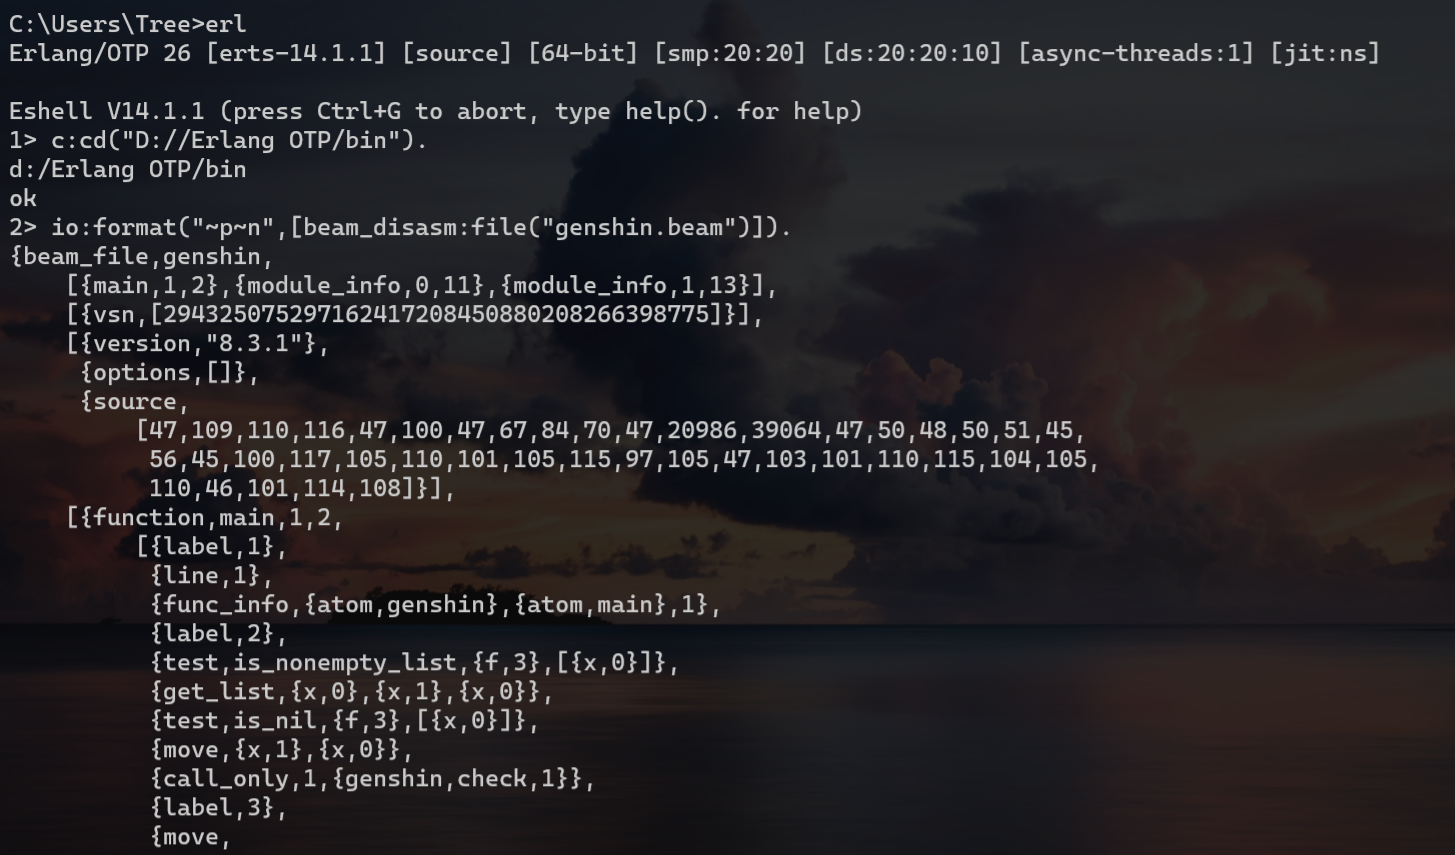 C:\Users\Tree>erl
Erlang/OTP 26 [erts-14.1.1] [source] [64-bit] [smp:20:20] [ds:20:20:10] [async-threads:1] [jit:ns]
Eshell V14.1.1 (press Ctrl+G to abort, type help(). for help)
1> c:cd("D://Erlang OTP/bin").
d:/Erlang OTP/bin
ok
2> io:format("~p~n",[beam_disasm:file("genshin.beam")]).
{beam_file,genshin,
    [{main,1,2},{module_info,0,11},{module_info,1,13}],
    [{vsn,[294325075297162417208450880208266398775]}],
    [{version,"8.3.1"},
     {options,[]},
     {source,
         [47,109,110,116,47,100,47,67,84,70,47,20986,39064,47,50,48,50,51,45,
          56,45,100,117,105,110,101,105,115,97,105,47,103,101,110,115,104,105,
          110,46,101,114,108]}],
    [{function,main,1,2,
         [{label,1},
          {line,1},
          {func_info,{atom,genshin},{atom,main},1},
          {label,2},
          {test,is_nonempty_list,{f,3},[{x,0}]},
          {get_list,{x,0},{x,1},{x,0}},
          {test,is_nil,{f,3},[{x,0}]},
          {move,{x,1},{x,0}},
          {call_only,1,{genshin,check,1}},
          {label,3},
          {move,